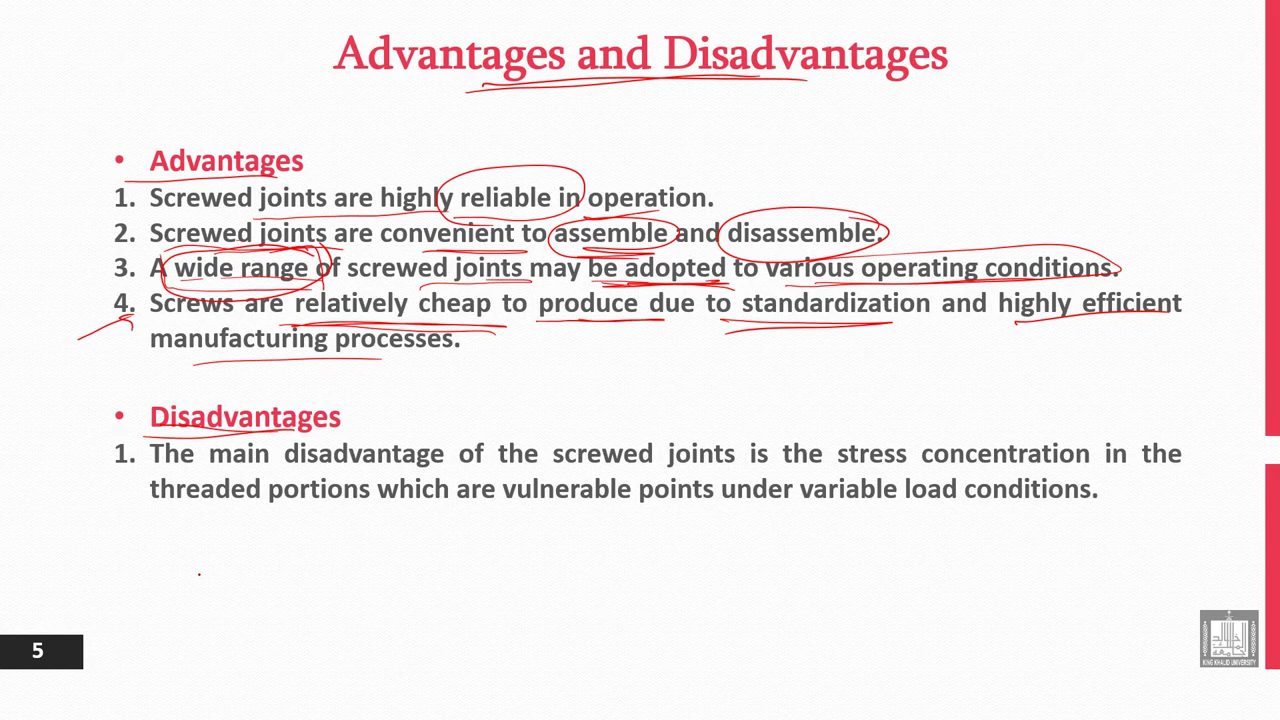 Advantages and Disadvantages
• Advantages
1. Screwed joints are highly reliable in operation.
2. Screwed joints are convenient to assemble and disassemble.
3. A wide range of screwed joints may be adopted to various operating conditions.
4. Screws are relatively cheap to produce due to standardization and highly efficient
manufacturing processes.
• Disadvantages
1. The main disadvantage of the screwed joints is the stress concentration in the
threaded portions which are vulnerable points under variable load conditions.
5
KING KHALID UNIVERSITY